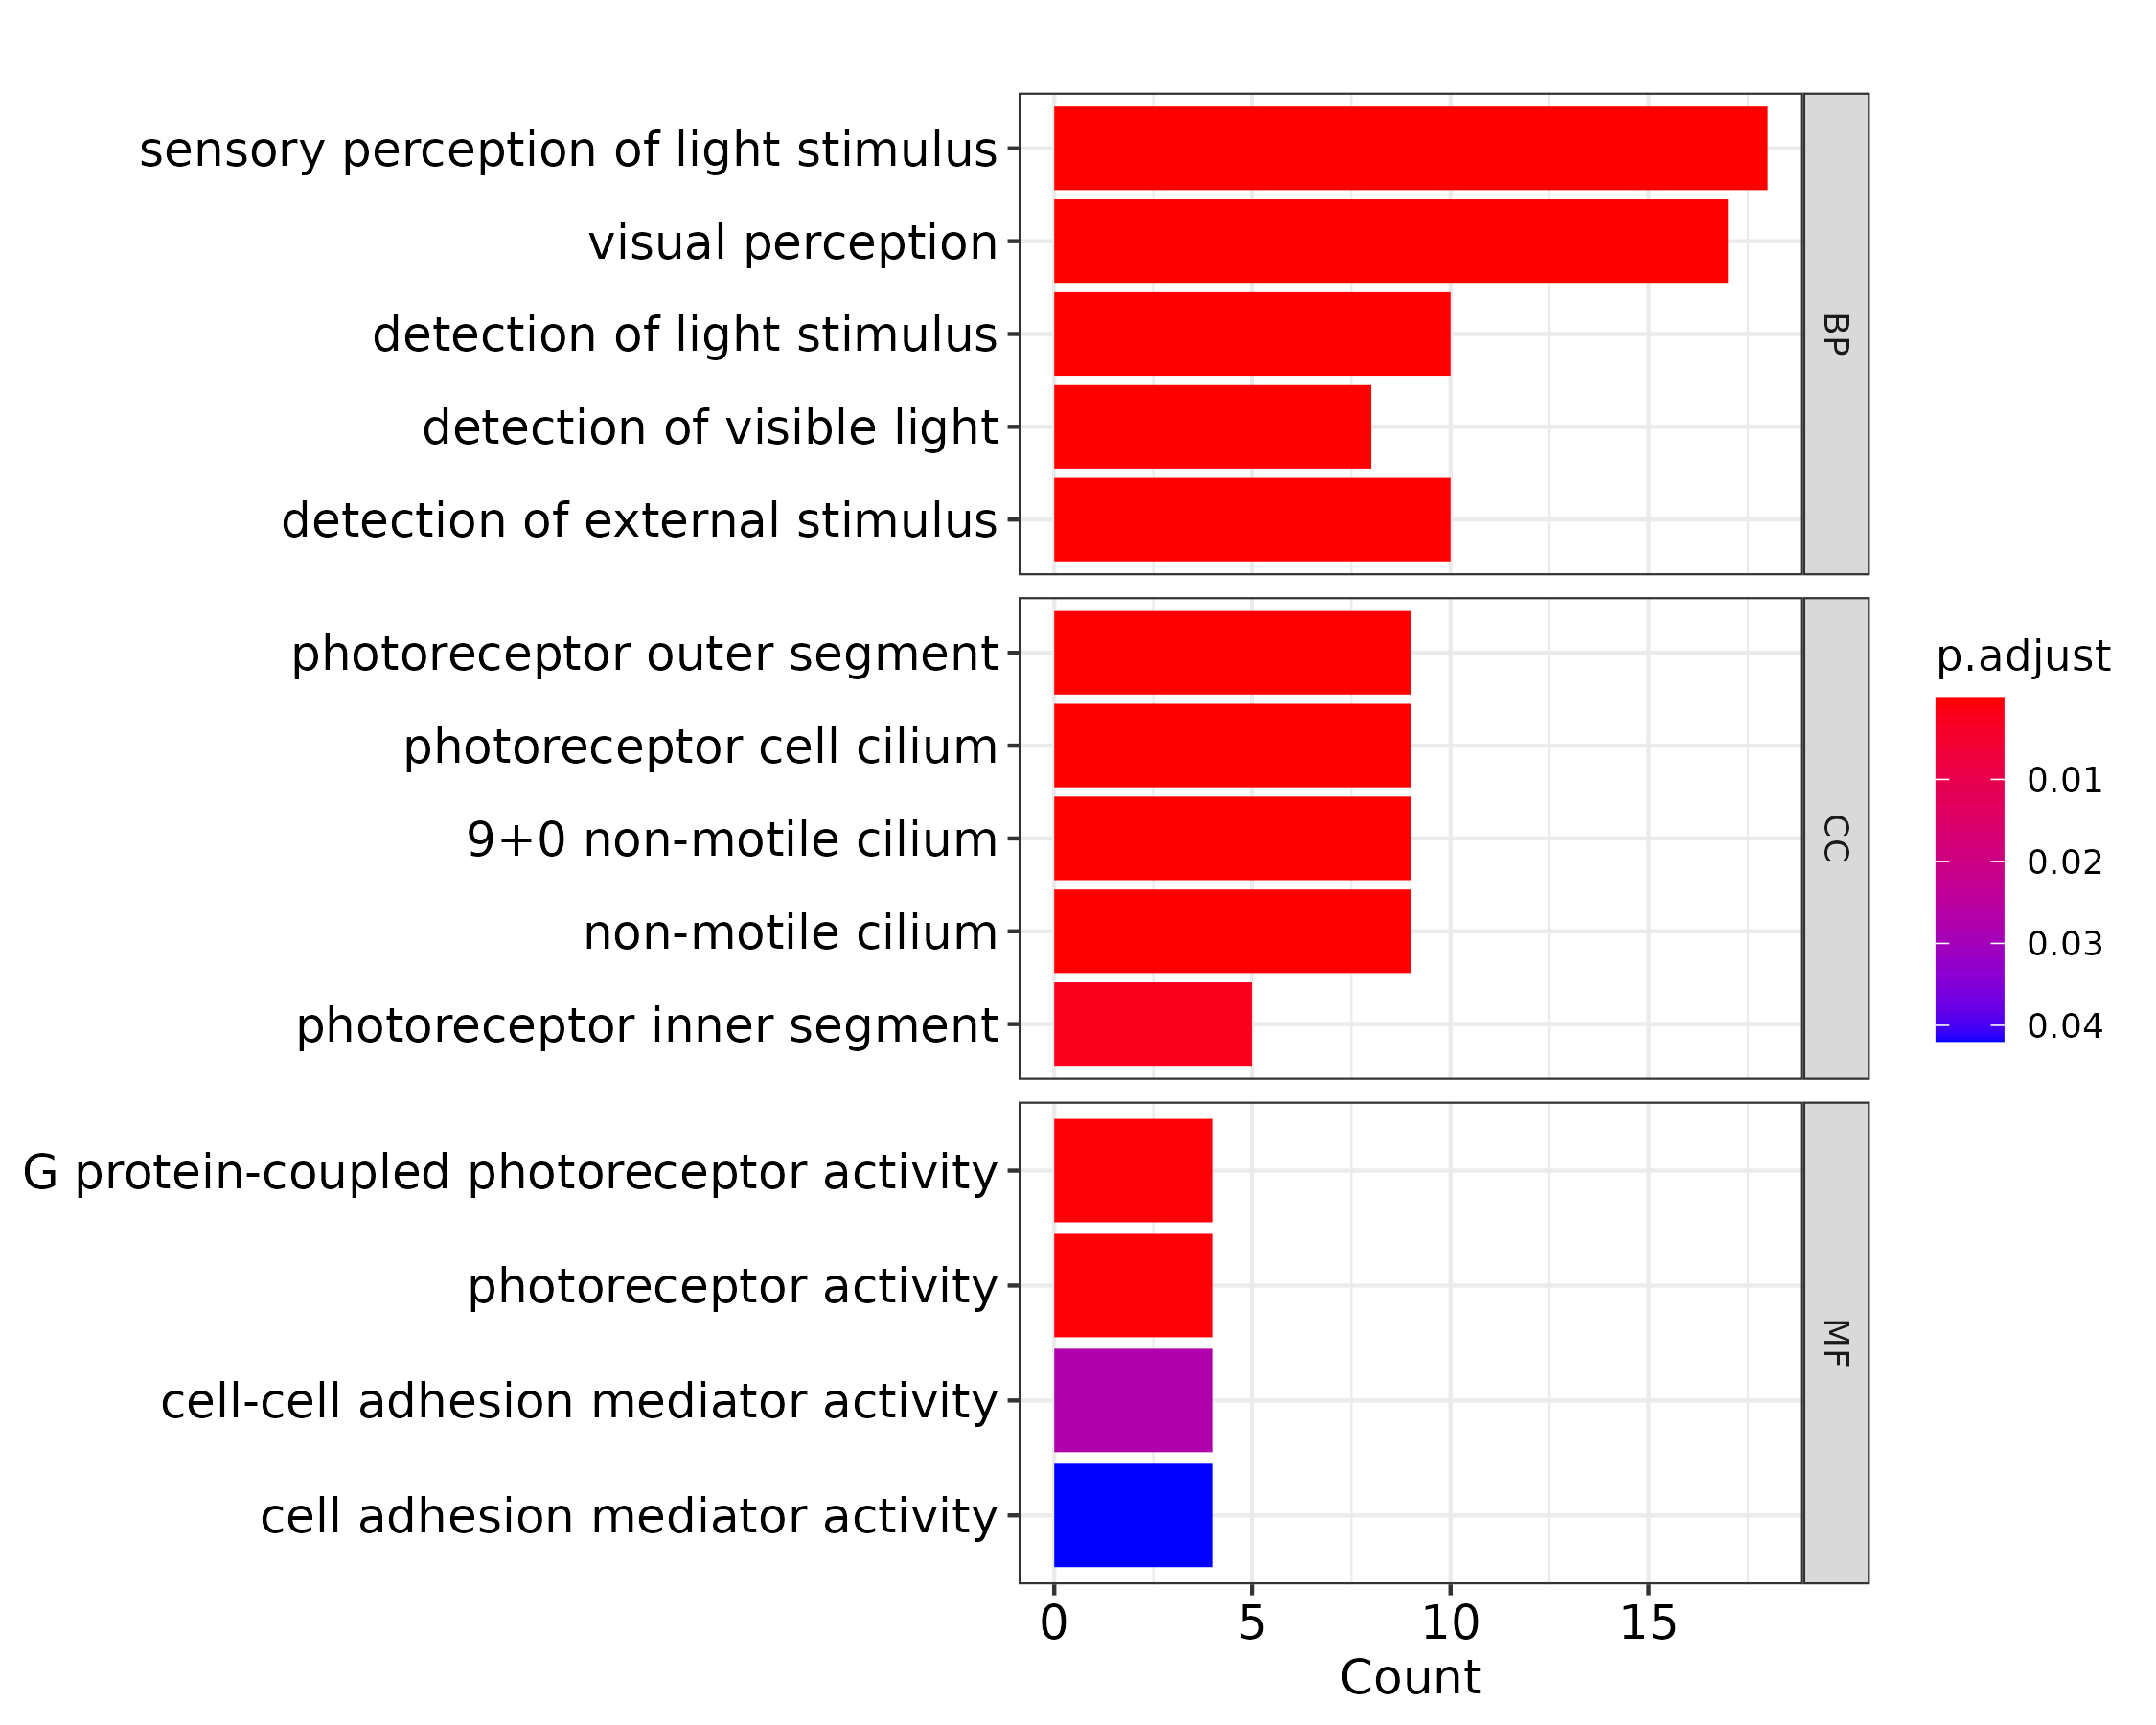 sensory perception of light stimulus
visual perception
detection of light stimulus
detection of visible light
detection of external stimulus
BP
photoreceptor outer segment
photoreceptor cell cilium
9+0 non-motile cilium
non-motile cilium
photoreceptor inner segment
CC
G protein-coupled photoreceptor activity
photoreceptor activity
cell-cell adhesion mediator activity
cell adhesion mediator activity
MF
0 5 10 15
Count
p.adjust
0.01
0.02
0.03
0.04